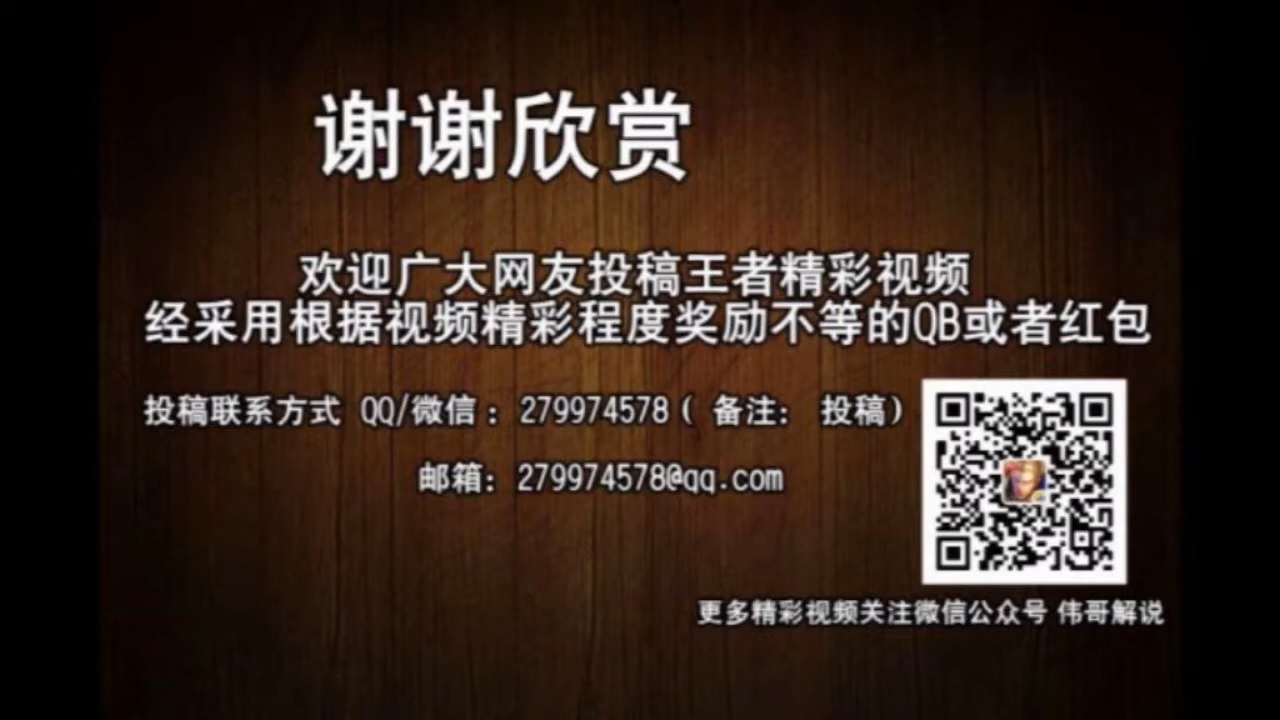 谢谢欣赏
欢迎广大网友投稿王者精彩视频
经采用根据视频精彩程度奖励不等的QB或者红包
投稿联系方式 QQ/微信：279974578（ 备注： 投稿）
邮箱：279974578@qq.com
更多精彩视频关注微信公众号 伟哥解说